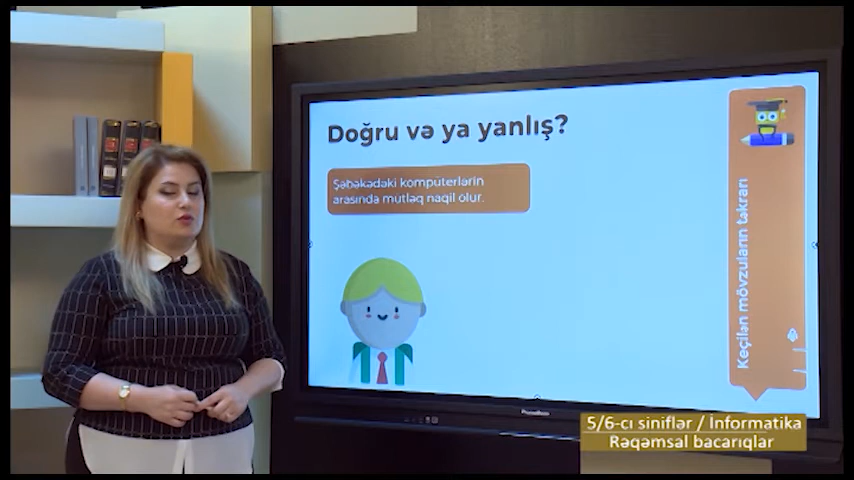 Doğru və ya yanlış?
Şəbəkədəki kompüterlərin
arasında mütləq naqil olur.
Keçilən mövzuların təkrarı
5/6-cı siniflər / İnformatika
Rəqəmsal bacarıqlar